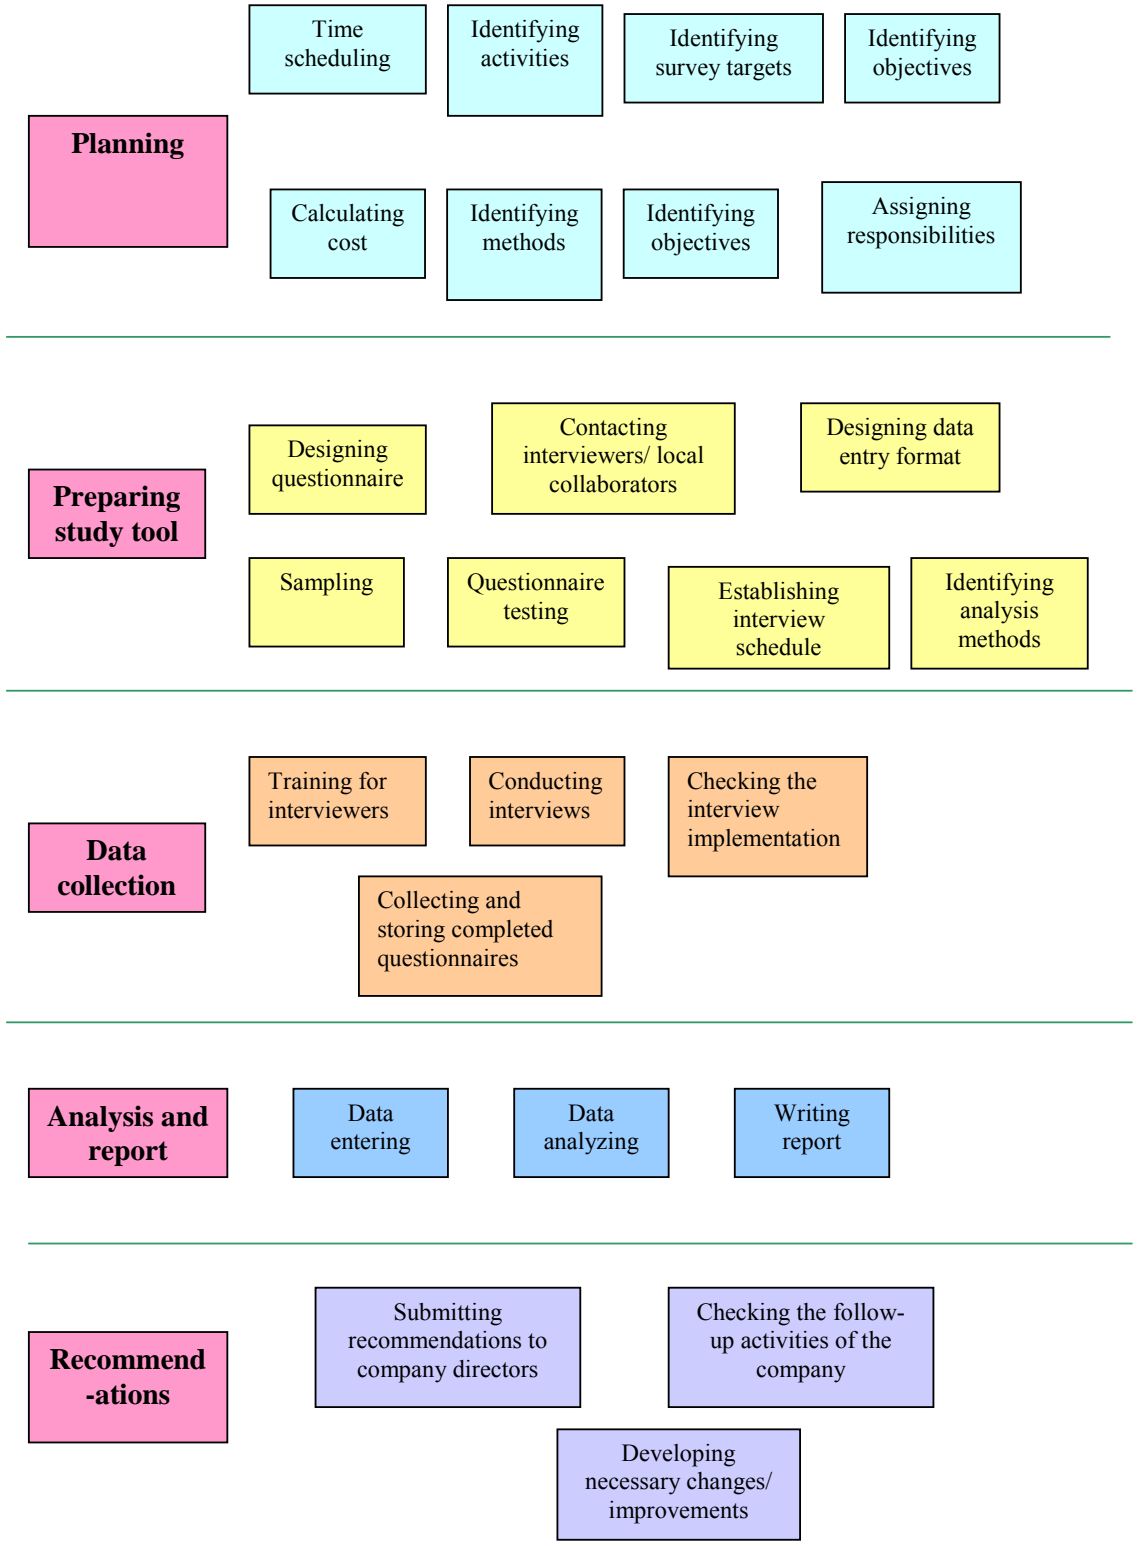 Time
scheduling
Identifying
activities
Identifying
survey targets
Identifying
objectives
Planning
Calculating
cost
Identifying
methods
Identifying
objectives
Assigning
responsibilities
Designing
questionnaire
Contacting
interviewers/ local
collaborators
Designing data
entry format
Preparing
study tool
Sampling
Questionnaire
testing
Establishing
interview
schedule
Identifying
analysis
methods
Training for
interviewers
Conducting
interviews
Checking the
interview
implementation
Data
collection
Collecting and
storing completed
questionnaires
Analysis and
report
Data
entering
Data
analyzing
Writing
report
Submitting
recommendations to
company directors
Checking the follow-
up activities of the
company
Recommend
-ations
Developing
necessary changes/
improvements